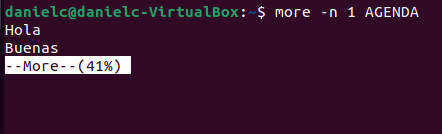 danielc@danielc-VirtualBox:~$ more -n 1 AGENDA
Hola
Buenas
--More--(41%)